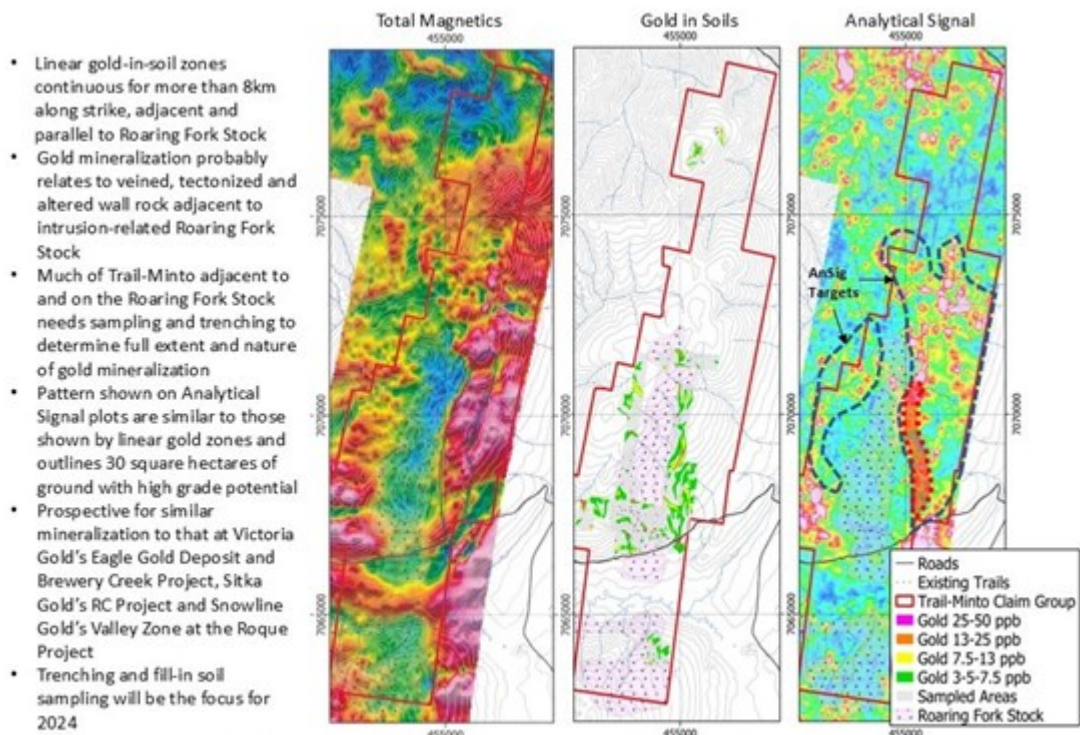 Total Magnetics
Gold in Soils
Analytical Signal
455000
455000
455000
• Linear gold-in-soil zones
continuous for more than 8km
along strike, adjacent and
parallel to Roaring Fork Stock
• Gold mineralization probably
relates to veined, tectonized and
altered wall rock adjacent to
intrusion-related Roaring Fork
Stock
• Much of Trail-Minto adjacent to
and on the Roaring Fork Stock
needs sampling and trenching to
determine full extent and nature
of gold mineralization
• Pattern shown on Analytical
Signal plots are similar to those
shown by linear gold zones and
outlines 30 square hectares of
ground with high grade potential
• Prospective for similar
mineralization to that at Victoria
Gold's Eagle Gold Deposit and
Brewery Creek Project, Sitka
Gold's RC Project and Snowline
Gold's Valley Zone at the Roque
Project
• Trenching and fill-in soil
sampling will be the focus for
2024
7075000
7070000
7065000
7075000
7070000
AnSig
Targets
Roads
Existing Trails
Trail-Minto Claim Group
Gold 25-50 ppb
Gold 13-25 ppb
Gold 7.5-13 ppb
Gold 3-5-7.5 ppb
Sampled Areas
Roaring Fork Stock
455000
455000
455000